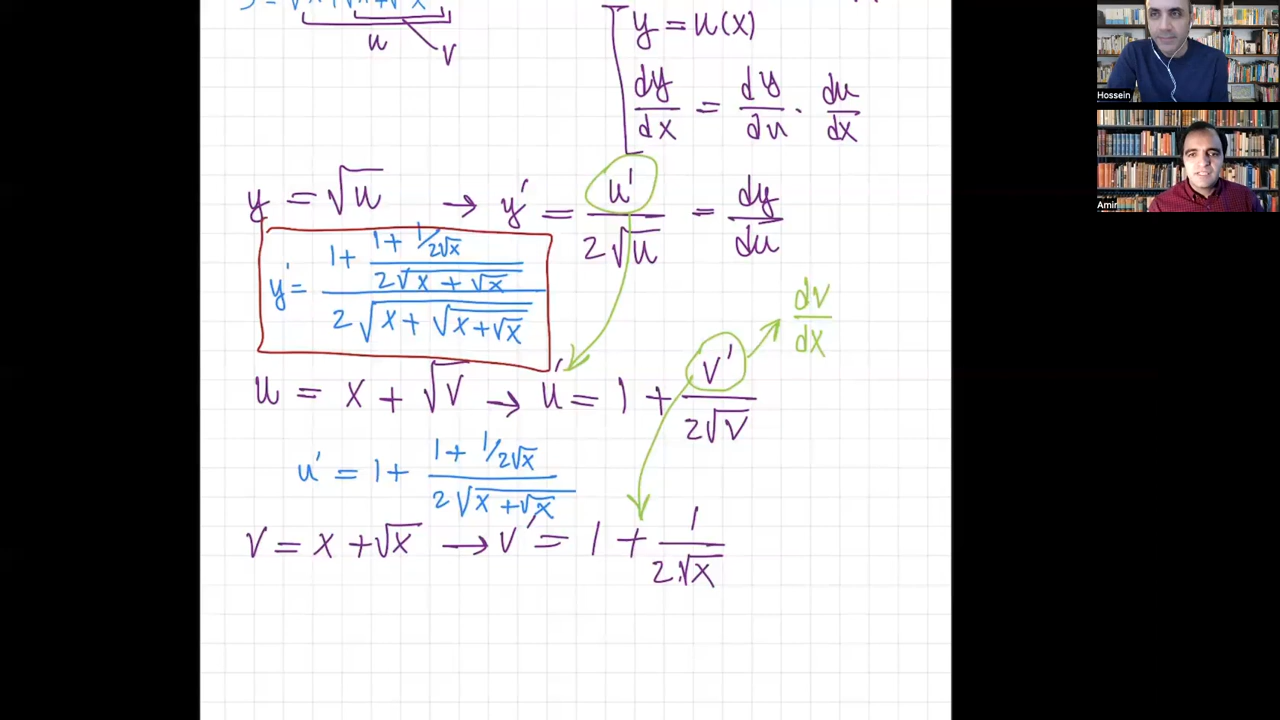 u
v
y = u(x)
dy/dx = dy/du · du/dx
Hossein
Amir
y = √u → y' = u'/2√u = dy/du
y' = (1 + (1 + 1/2√x)/(2√(x + √x)))/(2√(x + √(x + √x)))
dv/dx
u = x + √v → u' = 1 + v'/2√v
u' = 1 + (1 + 1/2√x)/(2√(x + √x))
v = x + √x → v' = 1 + 1/2√x